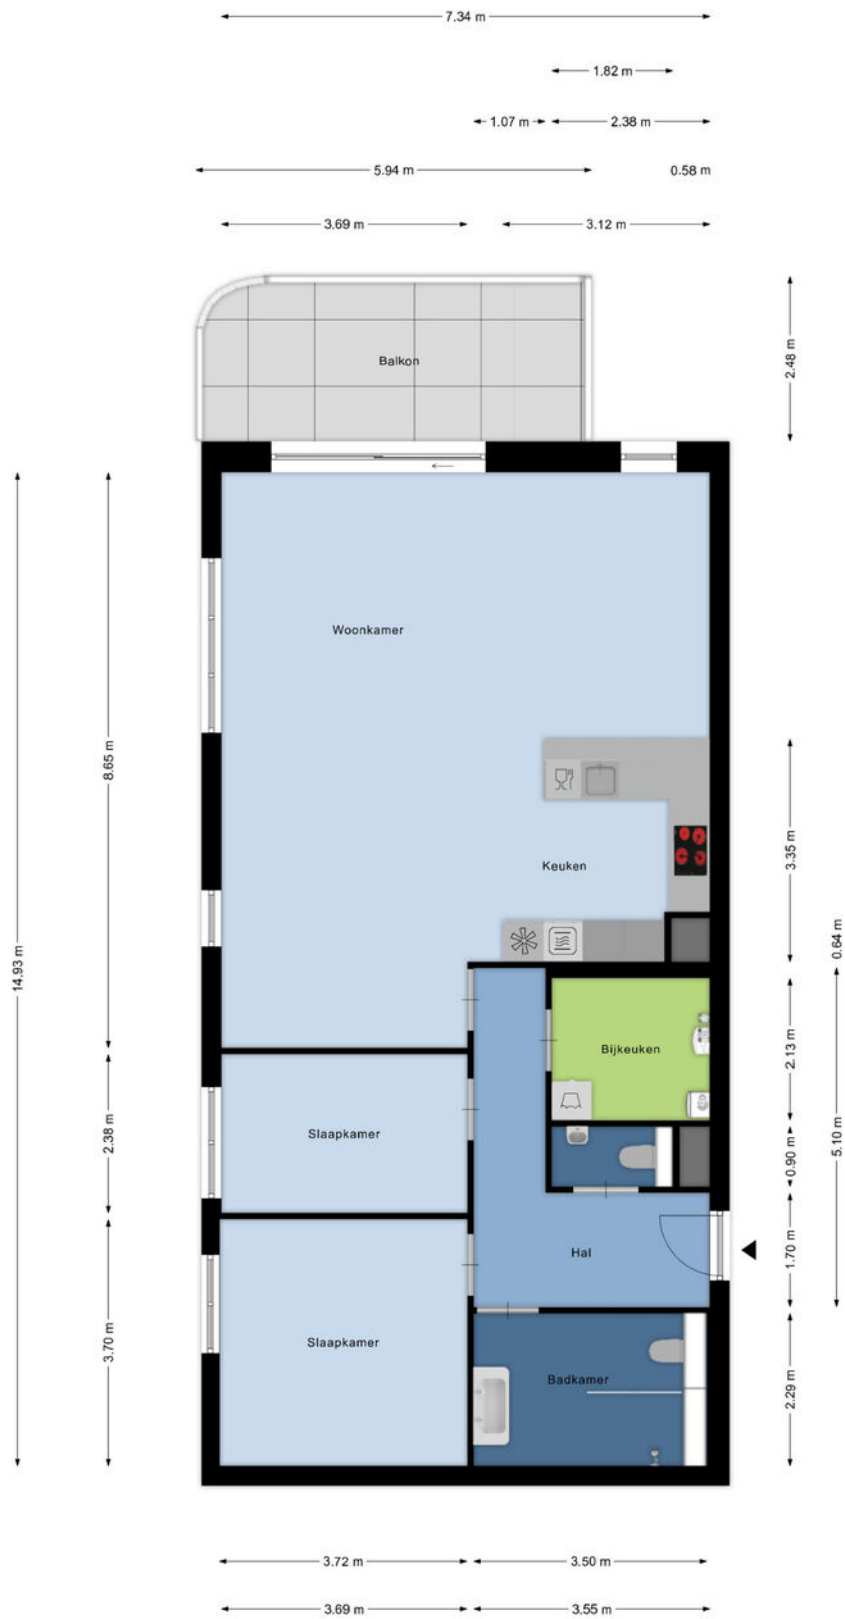 7.34 m
1.82 m
1.07 m
2.38 m
5.94 m
0.58 m
3.69 m
3.12 m
2.48 m
Balkon
Woonkamer
8.65 m
3.35 m
Keuken
14.93 m
0.64 m
Bijkeuken
2.13 m
2.38 m
Slaapkamer
5.10 m
0.90 m
Hal
1.70 m
3.70 m
Slaapkamer
Badkamer
2.29 m
3.72 m
3.50 m
3.69 m
3.55 m